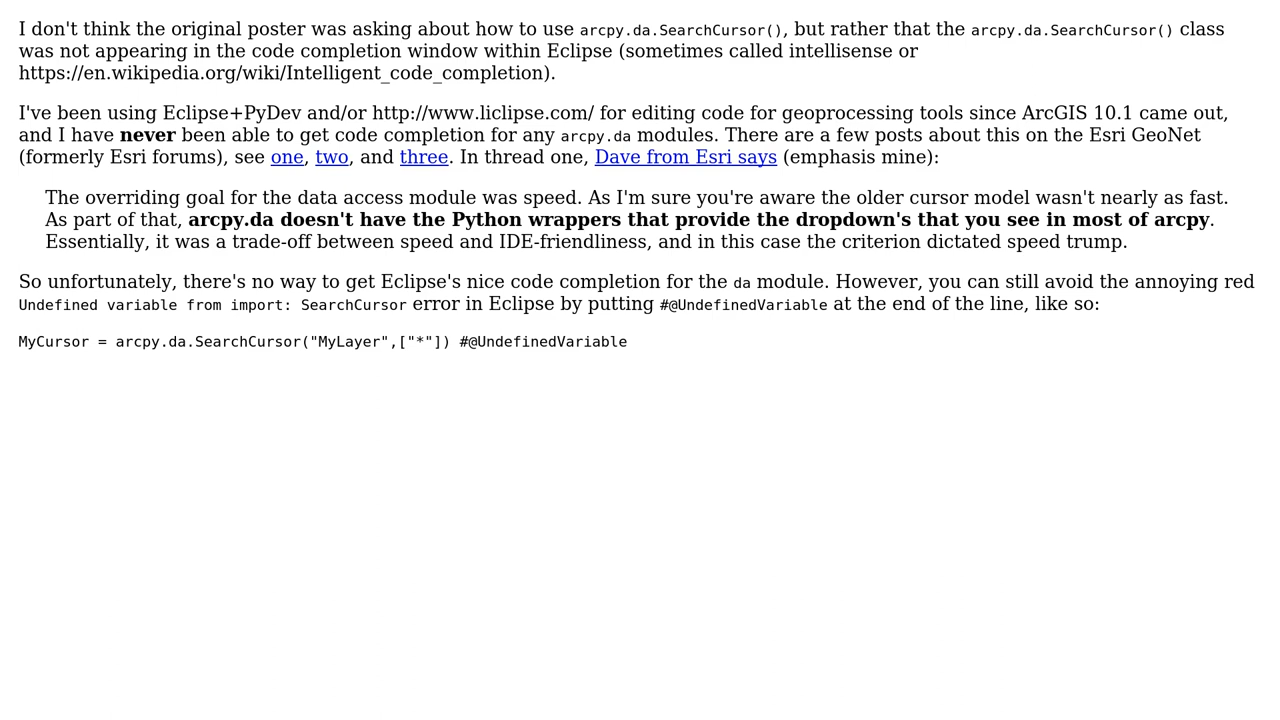 I don't think the original poster was asking about how to use arcpy.da.SearchCursor(), but rather that the arcpy.da.SearchCursor() class
was not appearing in the code completion window within Eclipse (sometimes called intellisense or
https://en.wikipedia.org/wiki/Intelligent_code_completion).
I've been using Eclipse+PyDev and/or http://www.liclipse.com/ for editing code for geoprocessing tools since ArcGIS 10.1 came out,
and I have never been able to get code completion for any arcpy.da modules. There are a few posts about this on the Esri GeoNet
(formerly Esri forums), see one, two, and three. In thread one, Dave from Esri says (emphasis mine):
The overriding goal for the data access module was speed. As I'm sure you're aware the older cursor model wasn't nearly as fast.
As part of that, arcpy.da doesn't have the Python wrappers that provide the dropdown's that you see in most of arcpy.
Essentially, it was a trade-off between speed and IDE-friendliness, and in this case the criterion dictated speed trump.
So unfortunately, there's no way to get Eclipse's nice code completion for the da module. However, you can still avoid the annoying red
Undefined variable from import: SearchCursor error in Eclipse by putting #@UndefinedVariable at the end of the line, like so:
MyCursor = arcpy.da.SearchCursor("MyLayer",["*"]) #@UndefinedVariable